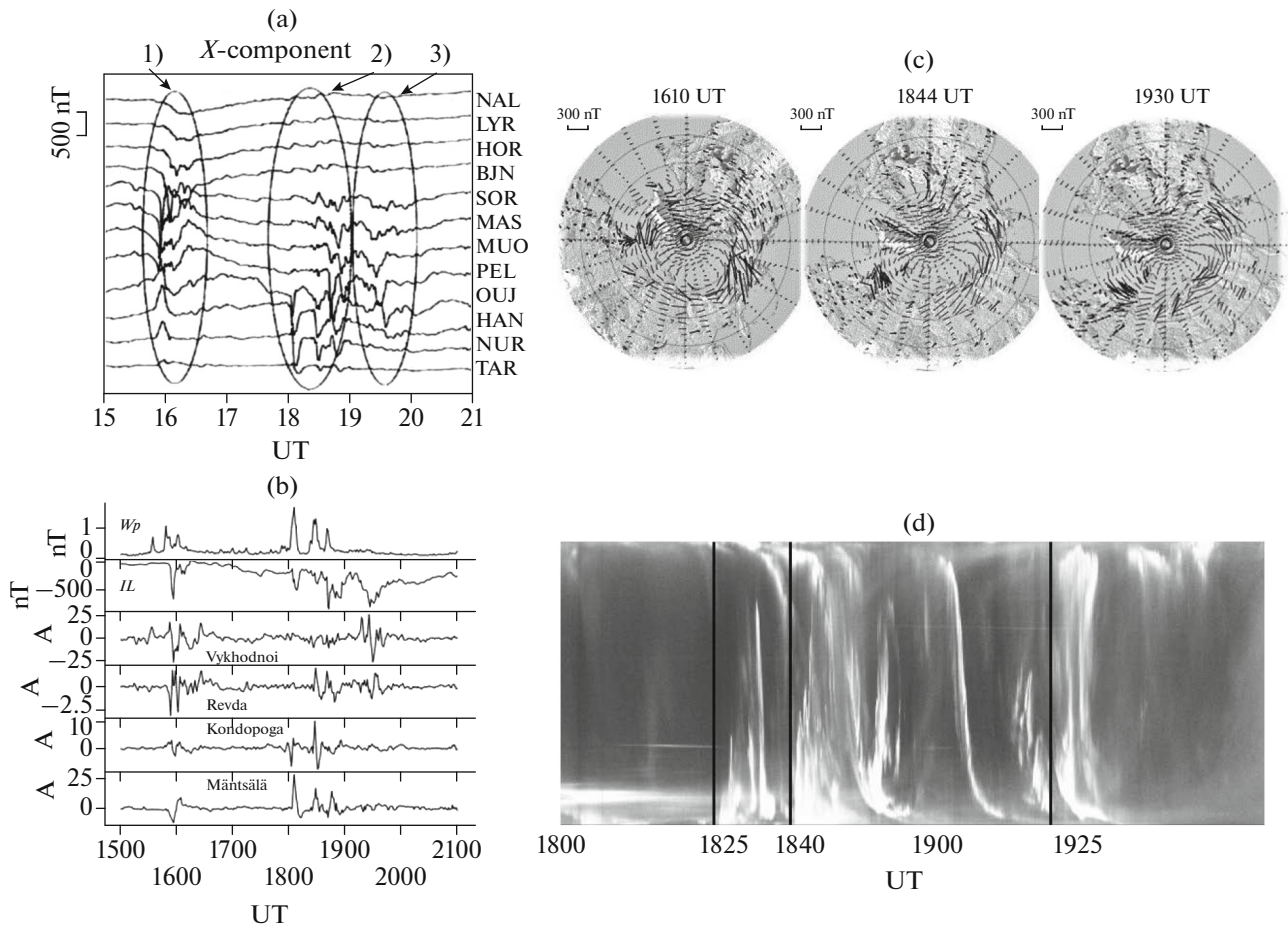 (a)
X-component
1)
2)
3)
500 nT
NAL
LYR
HOR
BJN
SOR
MAS
MUO
PEL
OUJ
HAN
NUR
TAR
15 16 17 18 19 20 21
UT
(b)
nT
1
0
Wp
nT
0
−500
IL
A
25
0
−25
Vykhodnoi
A
0
−2.5
Revda
A
10
0
Kondopoga
A
25
0
Mäntsälä
1500 1700 1800 1900 2100
1600 2000
UT
(c)
1610 UT 1844 UT 1930 UT
300 nT 300 nT 300 nT
(d)
1800 1825 1840 1900 1925
UT